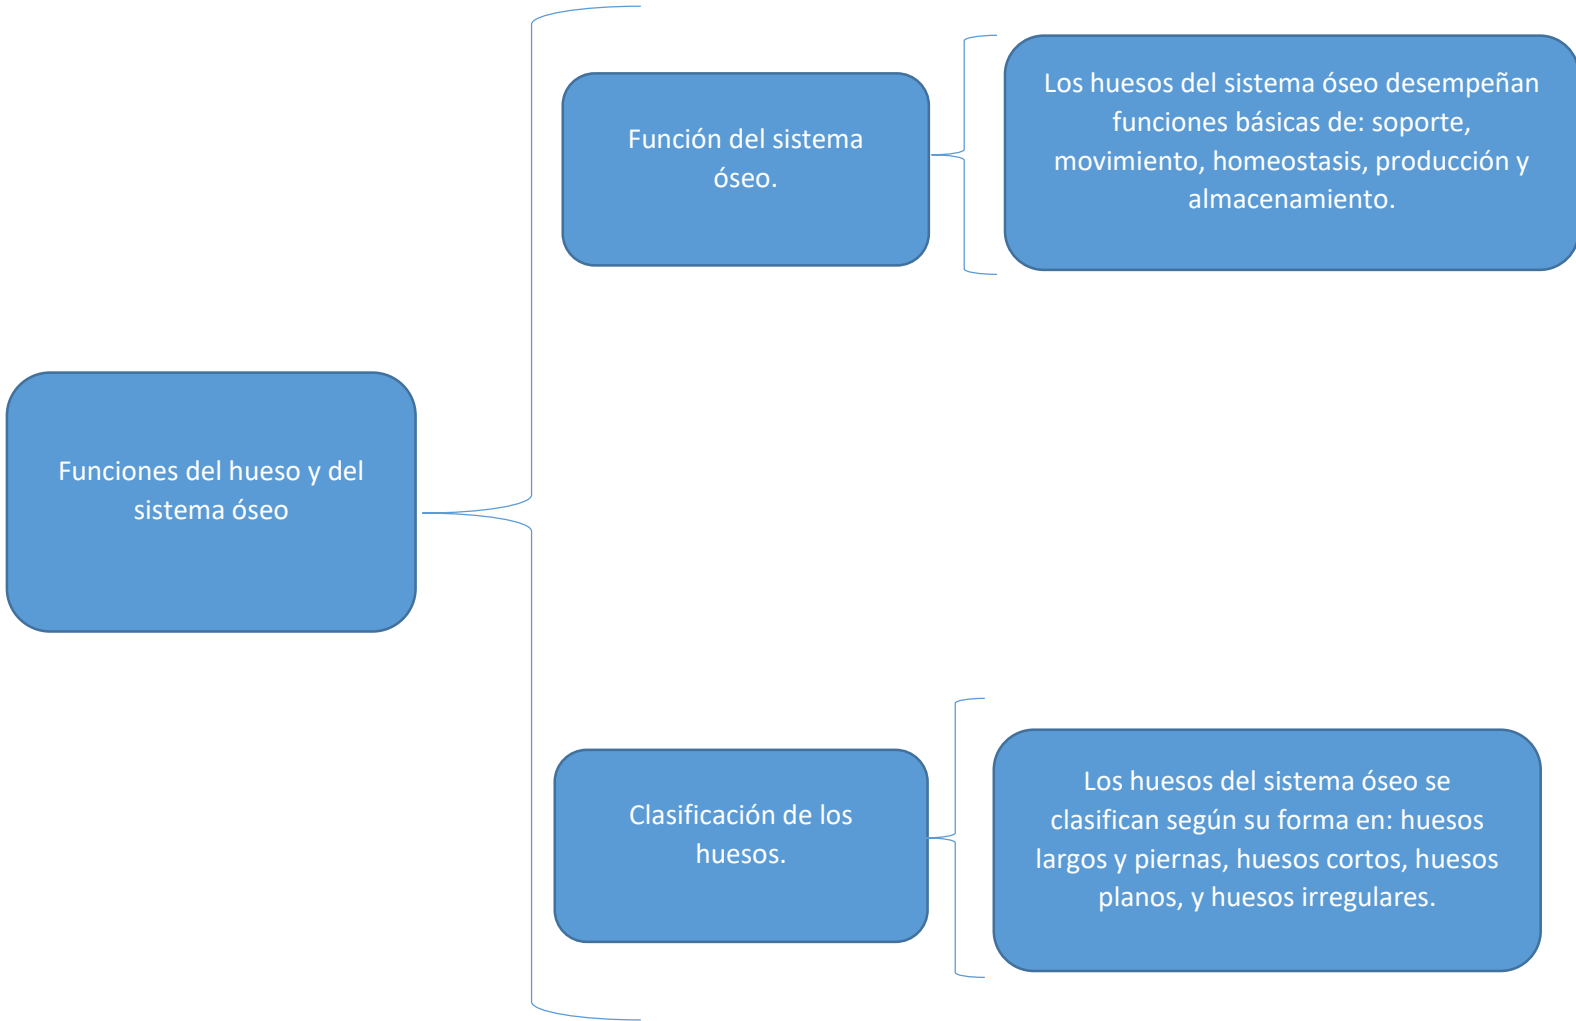 Funciones del hueso y del
sistema óseo
Función del sistema
óseo.
Los huesos del sistema óseo desempeñan
funciones básicas de: soporte,
movimiento, homeostasis, producción y
almacenamiento.
Clasificación de los
huesos.
Los huesos del sistema óseo se
clasifican según su forma en: huesos
largos y piernas, huesos cortos, huesos
planos, y huesos irregulares.